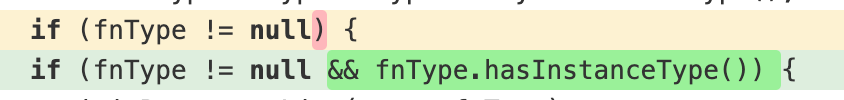 if (fnType != null) {
if (fnType != null && fnType.hasInstanceType()) {